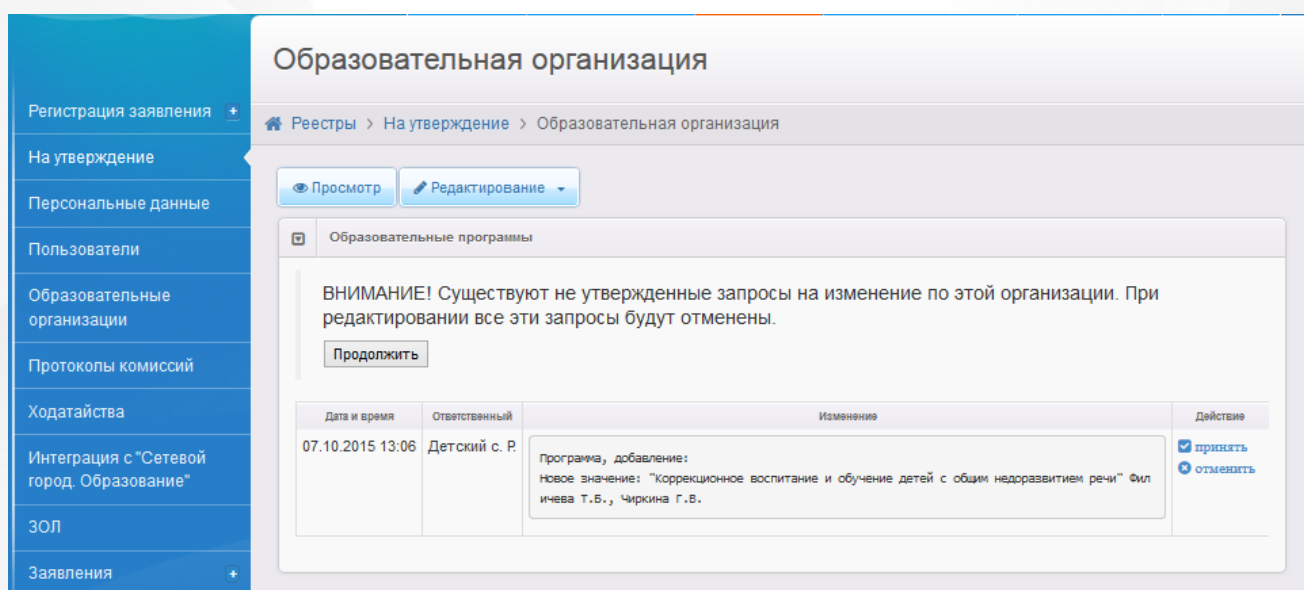 Образовательная организация
Регистрация заявления
Реестры > На утверждение > Образовательная организация
На утверждение
Просмотр
Редактирование
Персональные данные
Образовательные программы
Пользователи
ВНИМАНИЕ! Существуют не утвержденные запросы на изменение по этой организации. При
редактировании все эти запросы будут отменены.
Образовательные
организации
Продолжить
Протоколы комиссий
Ходатайства
Дата и время Ответственный Изменение Действие
07.10.2015 13:06 Детский с. Р.
Программа, добавление:
Новое значение: "Коррекционное воспитание и обучение детей с общим недоразвитием речи" Фил
ичева Т.Б., Чиркина Г.В.
принять
отменить
Интеграция с "Сетевой
город. Образование"
ЗОЛ
Заявления